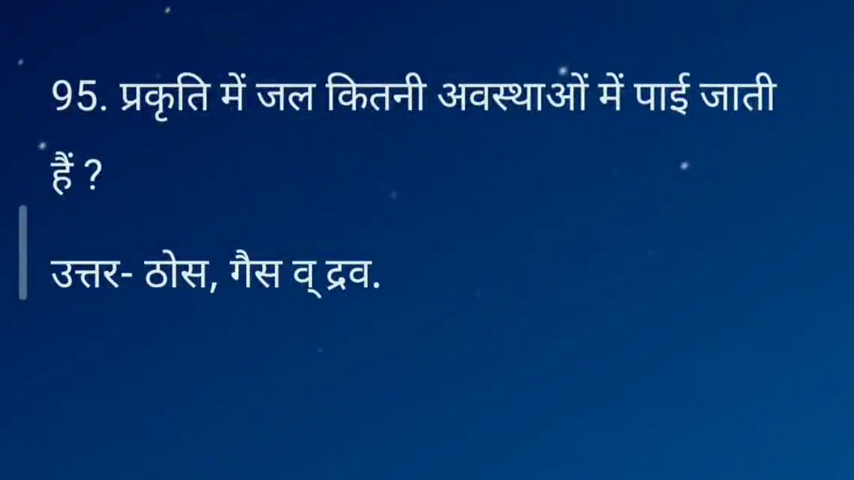 95. प्रकृति में जल कितनी अवस्थाओं में पाई जाती
हैं ?
उत्तर- ठोस, गैस व् द्रव.